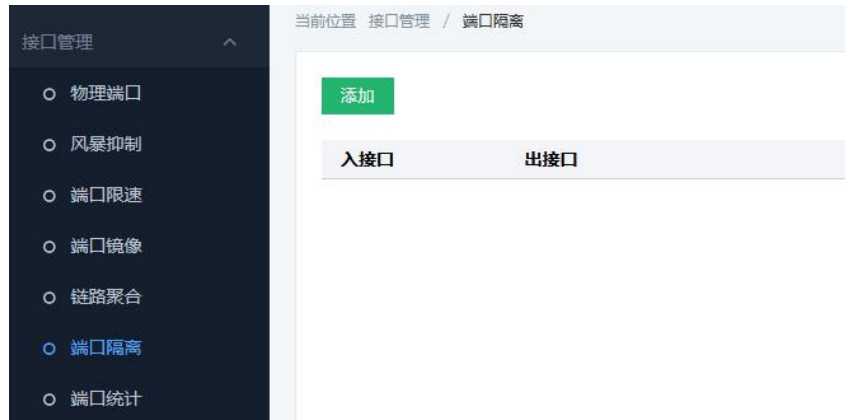 接口管理
物理端口
风暴抑制
端口限速
端口镜像
链路聚合
端口隔离
端口统计
当前位置 接口管理 / 端口隔离
添加
入接口 出接口